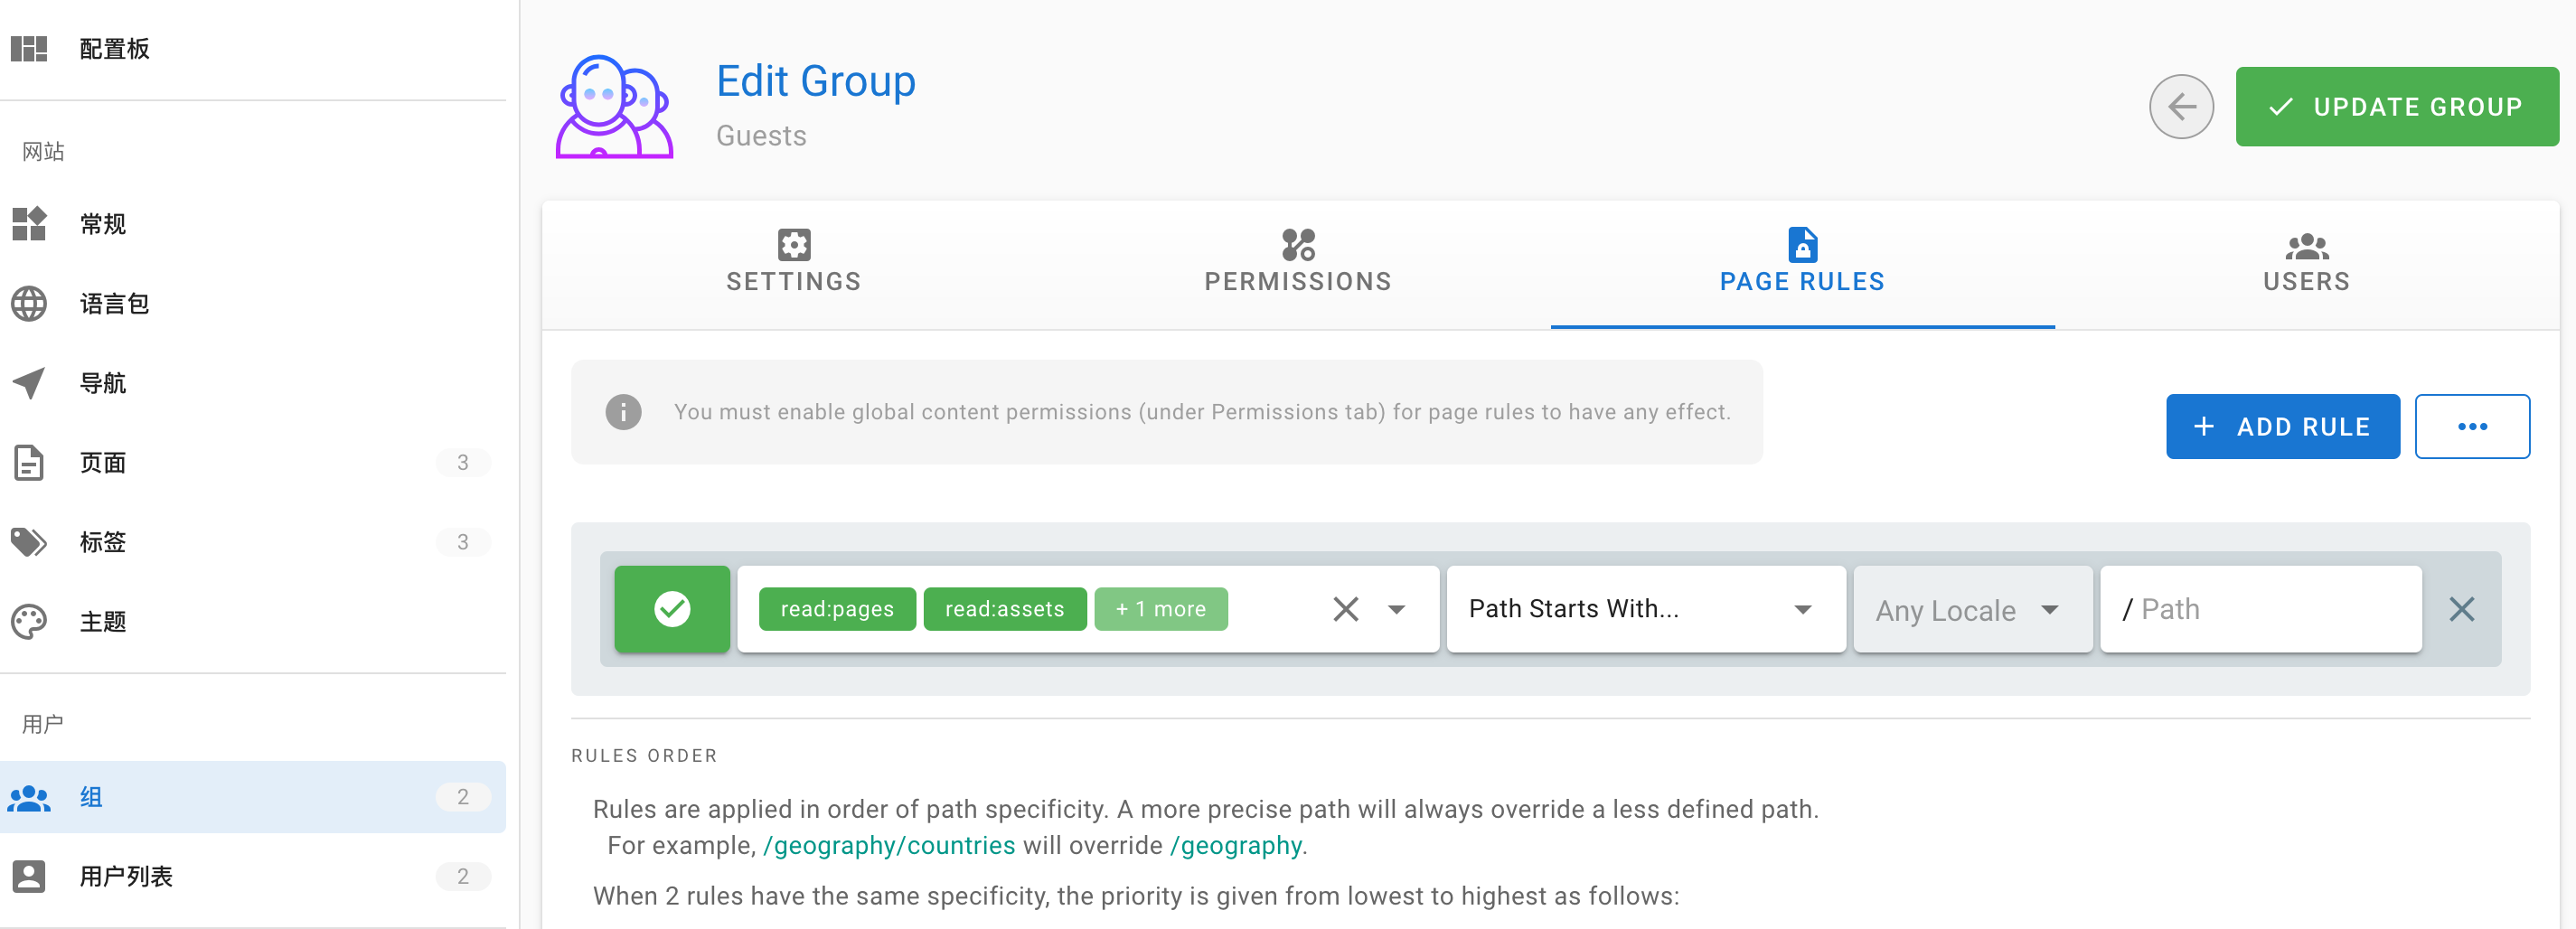 配置板
网站
常规
语言包
导航
页面 3
标签 3
主题
用户
组 2
用户列表 2
Edit Group
Guests
UPDATE GROUP
SETTINGS
PERMISSIONS
PAGE RULES
USERS
You must enable global content permissions (under Permissions tab) for page rules to have any effect.
+ ADD RULE
read:pages read:assets + 1 more Path Starts With... Any Locale / Path
RULES ORDER
Rules are applied in order of path specificity. A more precise path will always override a less defined path.
For example, /geography/countries will override /geography.
When 2 rules have the same specificity, the priority is given from lowest to highest as follows: